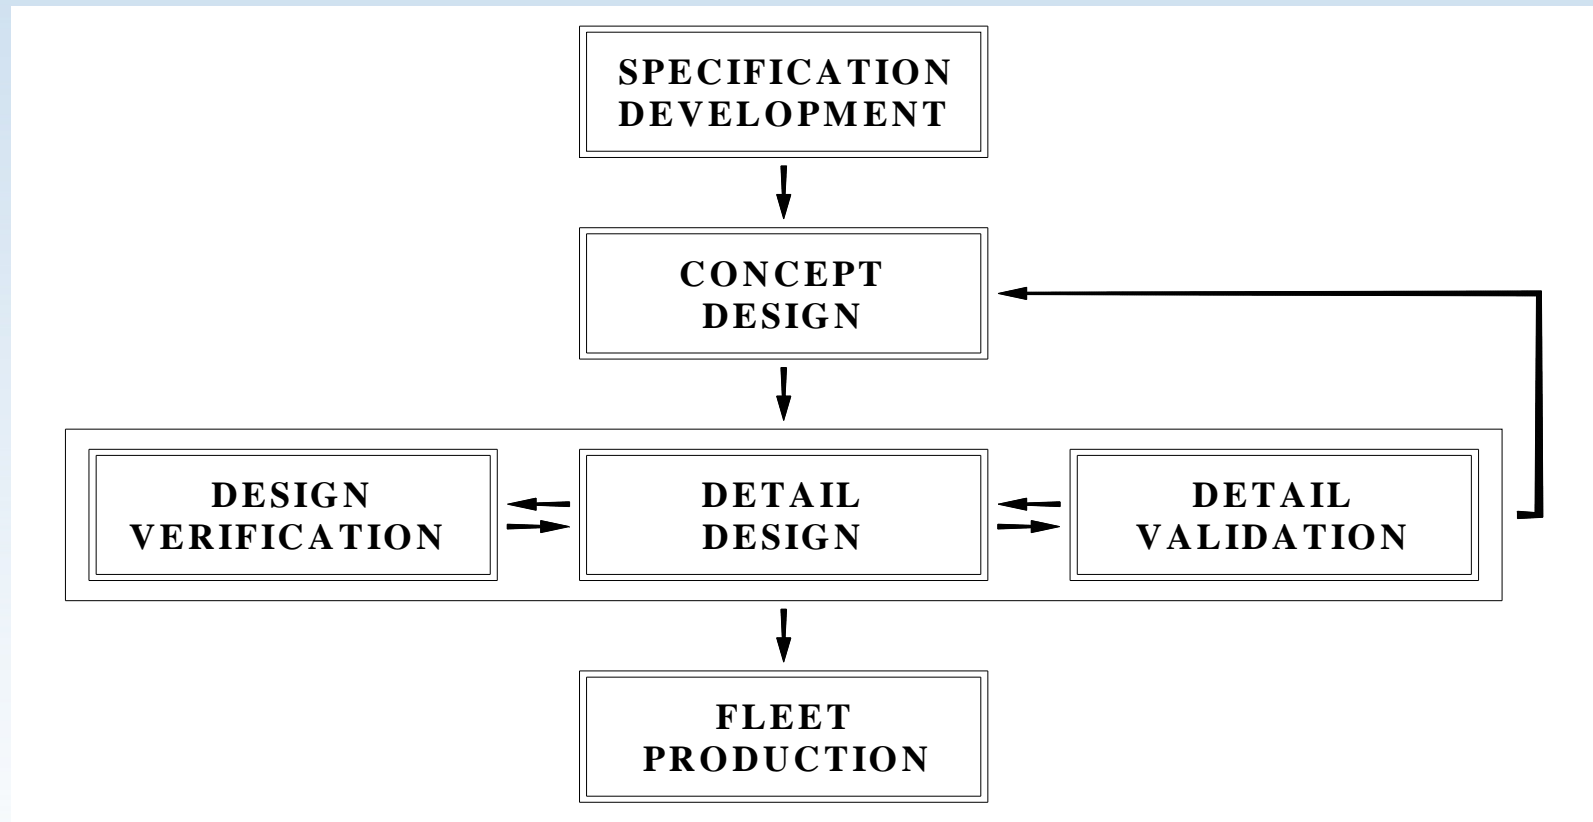 SPECIFICATION
DEVELOPMENT
CONCEPT
DESIGN
DESIGN
VERIFICATION
DETAIL
DESIGN
DETAIL
VALIDATION
FLEET
PRODUCTION